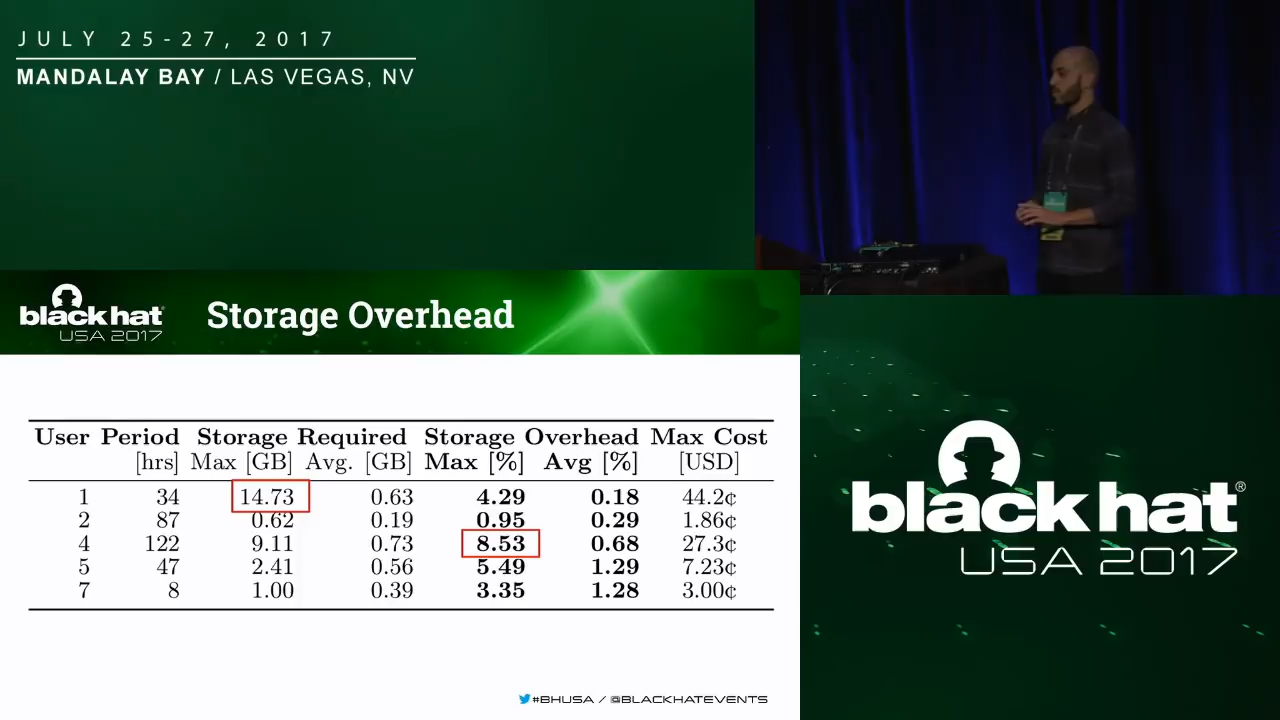 JULY 25-27, 2017
MANDALAY BAY / LAS VEGAS, NV
black hat
USA 2017
Storage Overhead
User Period Storage Required Storage Overhead Max Cost
[hrs] Max [GB] Avg. [GB] Max [%] Avg [%] [USD]
1 34 14.73 0.63 4.29 0.18 44.2¢
2 87 0.62 0.19 0.95 0.29 1.86¢
4 122 9.11 0.73 8.53 0.68 27.3¢
5 47 2.41 0.56 5.49 1.29 7.23¢
7 8 1.00 0.39 3.35 1.28 3.00¢
#BHUSA / @BLACKHATEVENTS
black hat®
USA 2017